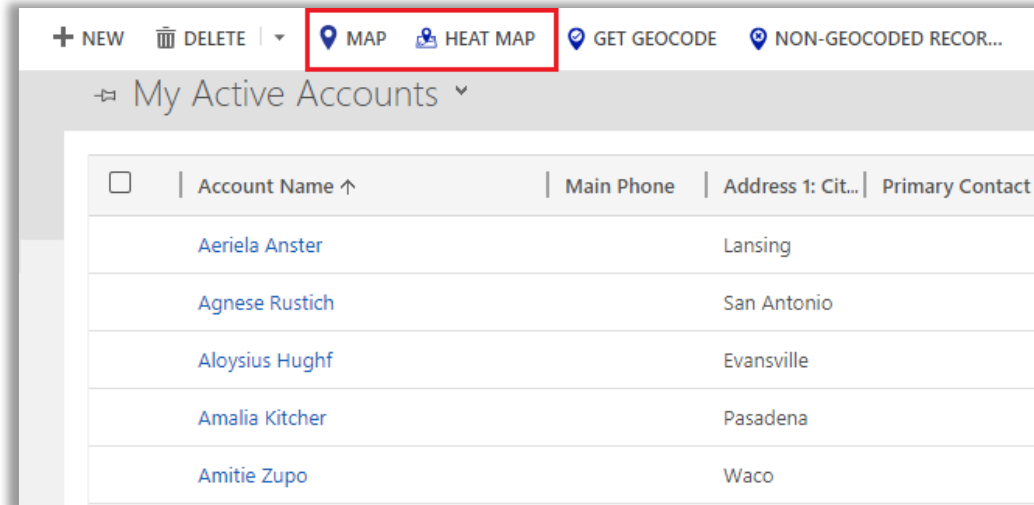 NEW DELETE MAP HEAT MAP GET GEOCODE NON-GEOCODED RECOR...
My Active Accounts
Account Name Main Phone Address 1: Cit... Primary Contact
Aeriela Anster Lansing
Agnese Rustich San Antonio
Aloysius Hughf Evansville
Amalia Kitcher Pasadena
Amitie Zupo Waco